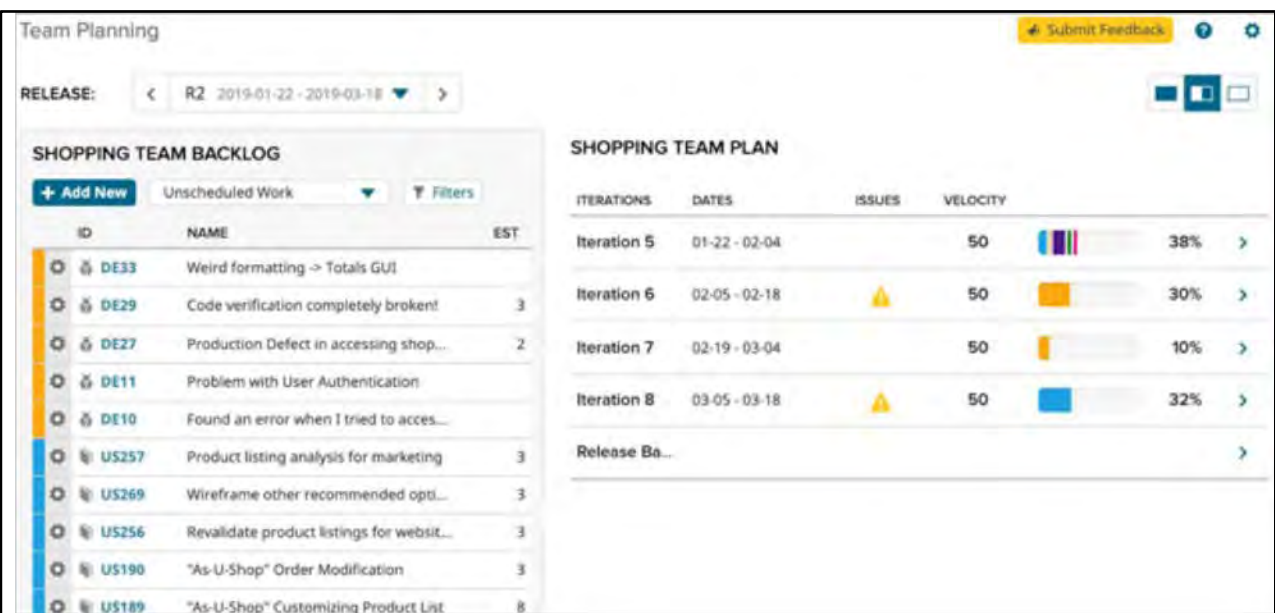 Team Planning
Submit Feedback
RELEASE:
R2 2019-01-22 - 2019-03-18
SHOPPING TEAM BACKLOG
+ Add New Unscheduled Work Filters
ID NAME EST
DE33 Weird formatting -> Totals GUI
DE29 Code verification completely broken! 3
DE27 Production Defect in accessing shop... 2
DE11 Problem with User Authentication
DE10 Found an error when I tried to acces...
US257 Product listing analysis for marketing 3
US269 Wireframe other recommended opti... 3
US256 Revalidate product listings for websit... 3
US190 "As-U-Shop" Order Modification 3
US189 "As-U-Shop" Customizing Product List 8
SHOPPING TEAM PLAN
ITERATIONS DATES ISSUES VELOCITY
Iteration 5 01-22 - 02-04 50 38%
Iteration 6 02-05 - 02-18 50 30%
Iteration 7 02-19 - 03-04 50 10%
Iteration 8 03-05 - 03-18 50 32%
Release Ba...